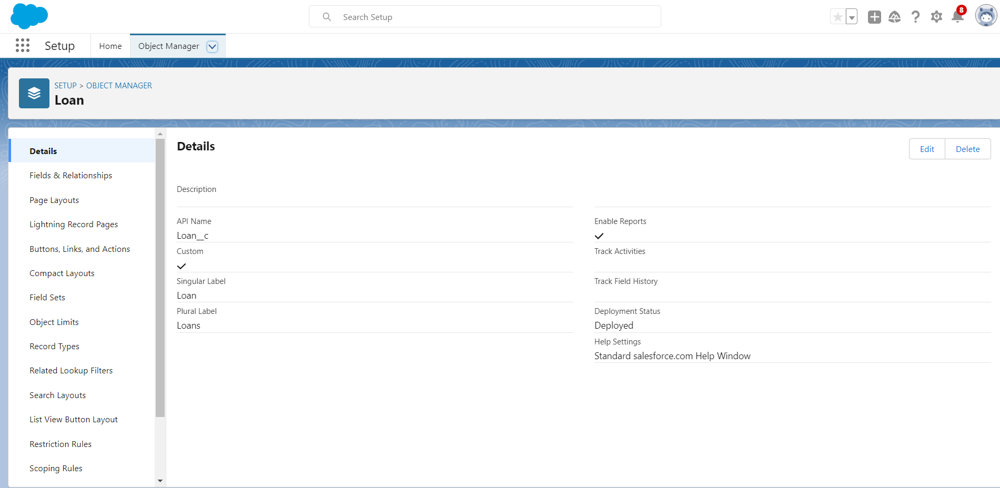 Search Setup
8
Setup
Home
Object Manager
SETUP > OBJECT MANAGER
Loan
Details
Fields & Relationships
Page Layouts
Lightning Record Pages
Buttons, Links, and Actions
Compact Layouts
Field Sets
Object Limits
Record Types
Related Lookup Filters
Search Layouts
List View Button Layout
Restriction Rules
Scoping Rules
Details
Edit
Delete
Description
API Name
Loan__c
Custom
Singular Label
Loan
Plural Label
Loans
Enable Reports
Track Activities
Track Field History
Deployment Status
Deployed
Help Settings
Standard salesforce.com Help Window